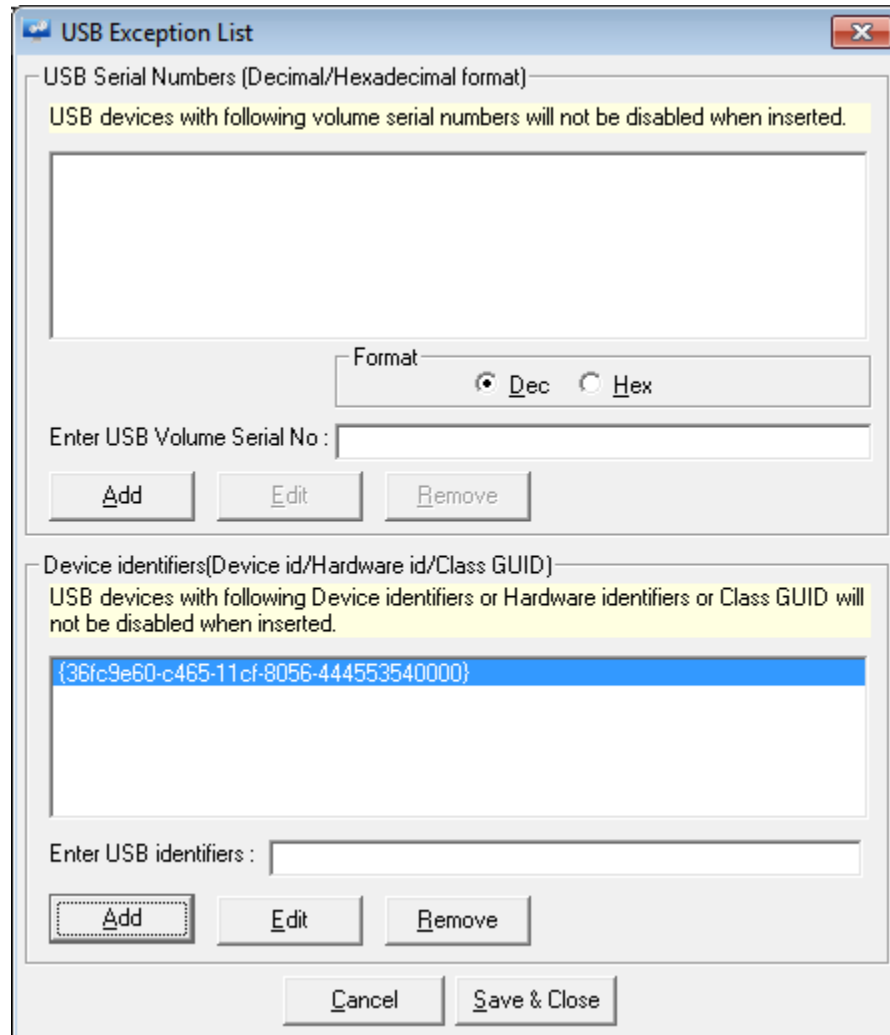 USB Exception List
USB Serial Numbers (Decimal/Hexadecimal format)
USB devices with following volume serial numbers will not be disabled when inserted.
Format
Dec Hex
Enter USB Volume Serial No :
Add Edit Remove
Device identifiers(Device id/Hardware id/Class GUID)
USB devices with following Device identifiers or Hardware identifiers or Class GUID will
not be disabled when inserted.
{36fc9e60-c465-11cf-8056-444553540000}
Enter USB identifiers :
Add Edit Remove
Cancel Save & Close